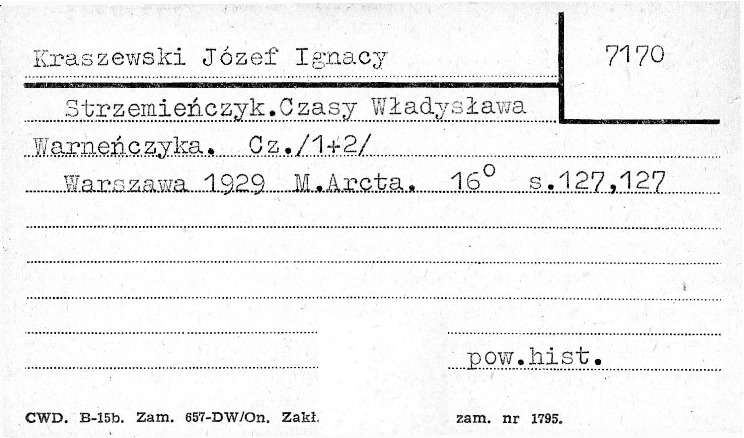 Kraszewski Józef Ignacy
7170
Strzemieńczyk.Czasy Władysława
Warneńczyka. Cz./1+2/
Warszawa 1929 M.Arcta. 16° s.127,127
pow.hist.
CWD. B-15b. Zam. 657-DW/On. Zakł. zam. nr 1795.